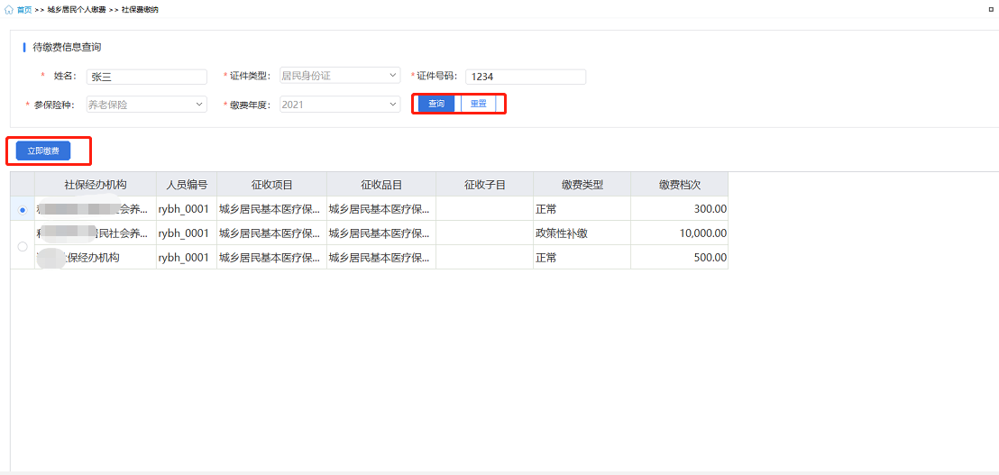 首页 >> 城乡居民个人缴费 >> 社保费缴纳
待缴费信息查询
* 姓名: 张三 * 证件类型: 居民身份证 * 证件号码: 1234
* 参保险种: 养老保险 * 缴费年度: 2021 查询 重置
立即缴费
社保经办机构 人员编号 征收项目 征收品目 征收子目 缴费类型 缴费档次
社会养... rybh_0001 城乡居民基本医疗保... 城乡居民基本医疗保... 正常 300.00
居民社会养... rybh_0001 城乡居民基本医疗保... 城乡居民基本医疗保... 政策性补缴 10,000.00
社保经办机构 rybh_0001 城乡居民基本医疗保... 城乡居民基本医疗保... 正常 500.00